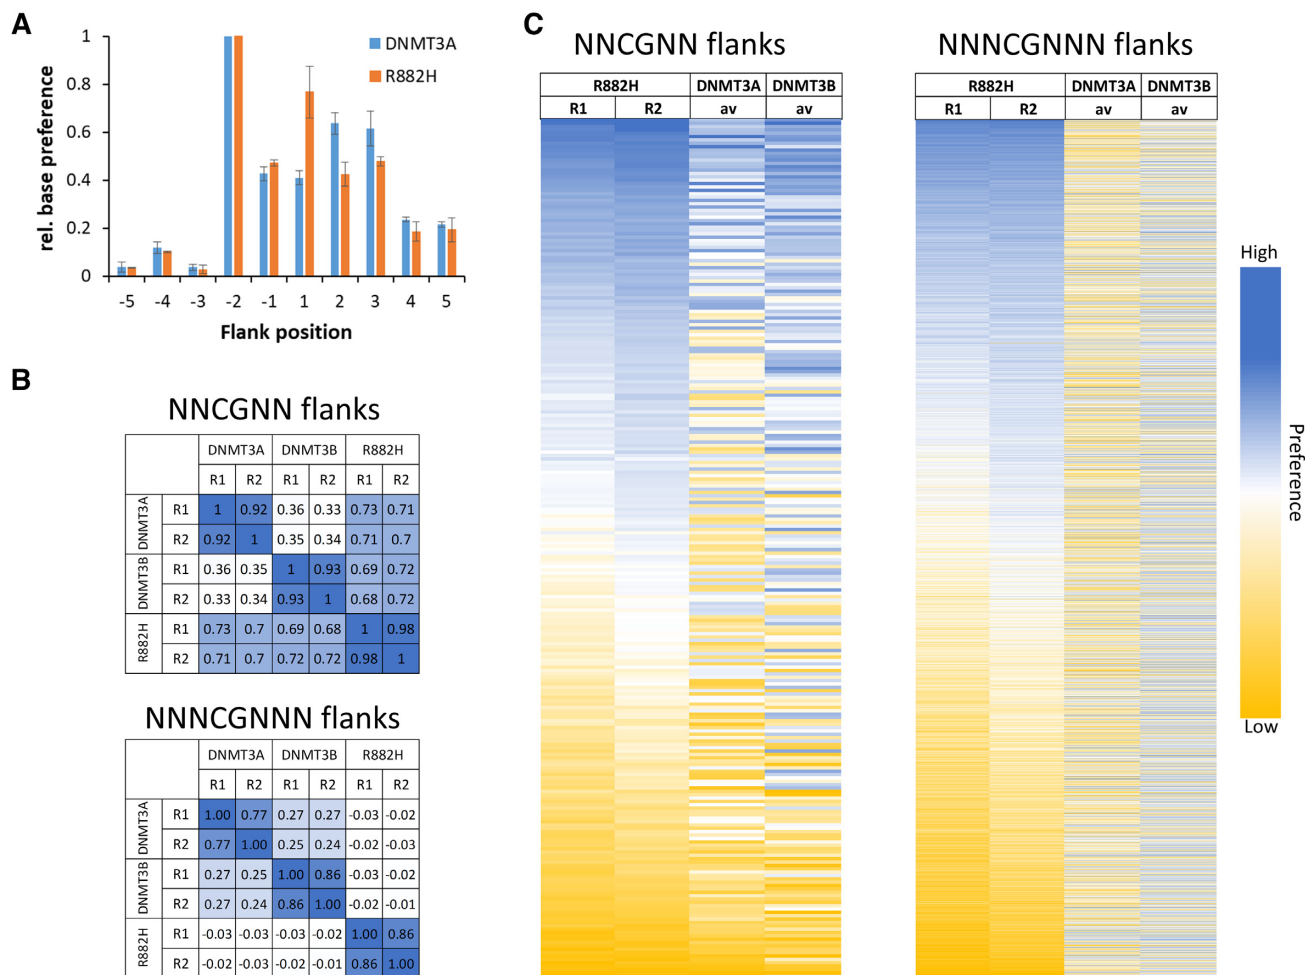 A
1
0.8
0.6
0.4
0.2
0
rel. base preference
DNMT3A
R882H
-5 -4 -3 -2 -1 1 2 3 4 5
Flank position
B
NNCGNN flanks
DNMT3A DNMT3B R882H
R1 R2 R1 R2 R1 R2
DNMT3A
R1 1 0.92 0.36 0.33 0.73 0.71
R2 0.92 1 0.35 0.34 0.71 0.7
DNMT3B
R1 0.36 0.35 1 0.93 0.69 0.72
R2 0.33 0.34 0.93 1 0.68 0.72
R882H
R1 0.73 0.7 0.69 0.68 1 0.98
R2 0.71 0.7 0.72 0.72 0.98 1
NNNCGNNN flanks
DNMT3A DNMT3B R882H
R1 R2 R1 R2 R1 R2
DNMT3A
R1 1.00 0.77 0.27 0.27 -0.03 -0.02
R2 0.77 1.00 0.25 0.24 -0.02 -0.03
DNMT3B
R1 0.27 0.25 1.00 0.86 -0.03 -0.02
R2 0.27 0.24 0.86 1.00 -0.02 -0.01
R882H
R1 -0.03 -0.03 -0.03 -0.02 1.00 0.86
R2 -0.02 -0.03 -0.02 -0.01 0.86 1.00
C
NNCGNN flanks
R882H DNMT3A DNMT3B
R1 R2 av av
NNNCGNNN flanks
R882H DNMT3A DNMT3B
R1 R2 av av
High
Preference
Low